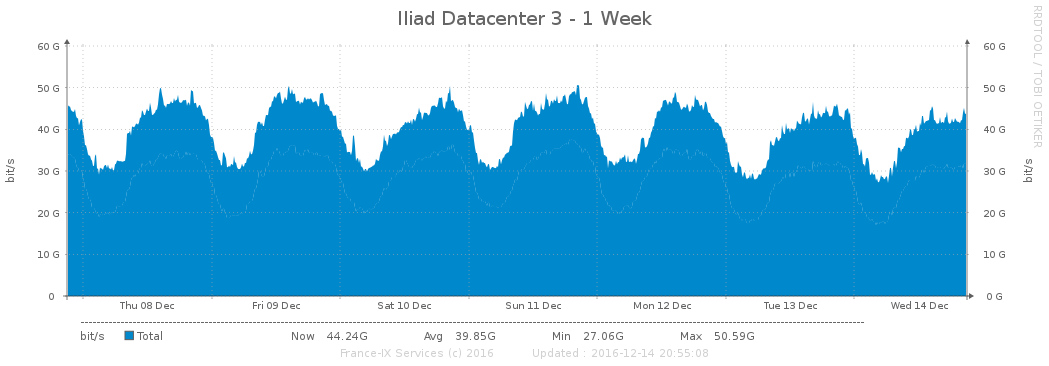 Iliad Datacenter 3 - 1 Week
RRDTOOL / TOBI OETIKER
60 G 60 G
50 G 50 G
40 G 40 G
30 G 30 G
20 G 20 G
10 G 10 G
0 0 G
bit/s bit/s
Thu 08 Dec Fri 09 Dec Sat 10 Dec Sun 11 Dec Mon 12 Dec Tue 13 Dec Wed 14 Dec
bit/s Total Now 44.24G Avg 39.85G Min 27.06G Max 50.59G
France-IX Services (c) 2016 Updated : 2016-12-14 20:55:08